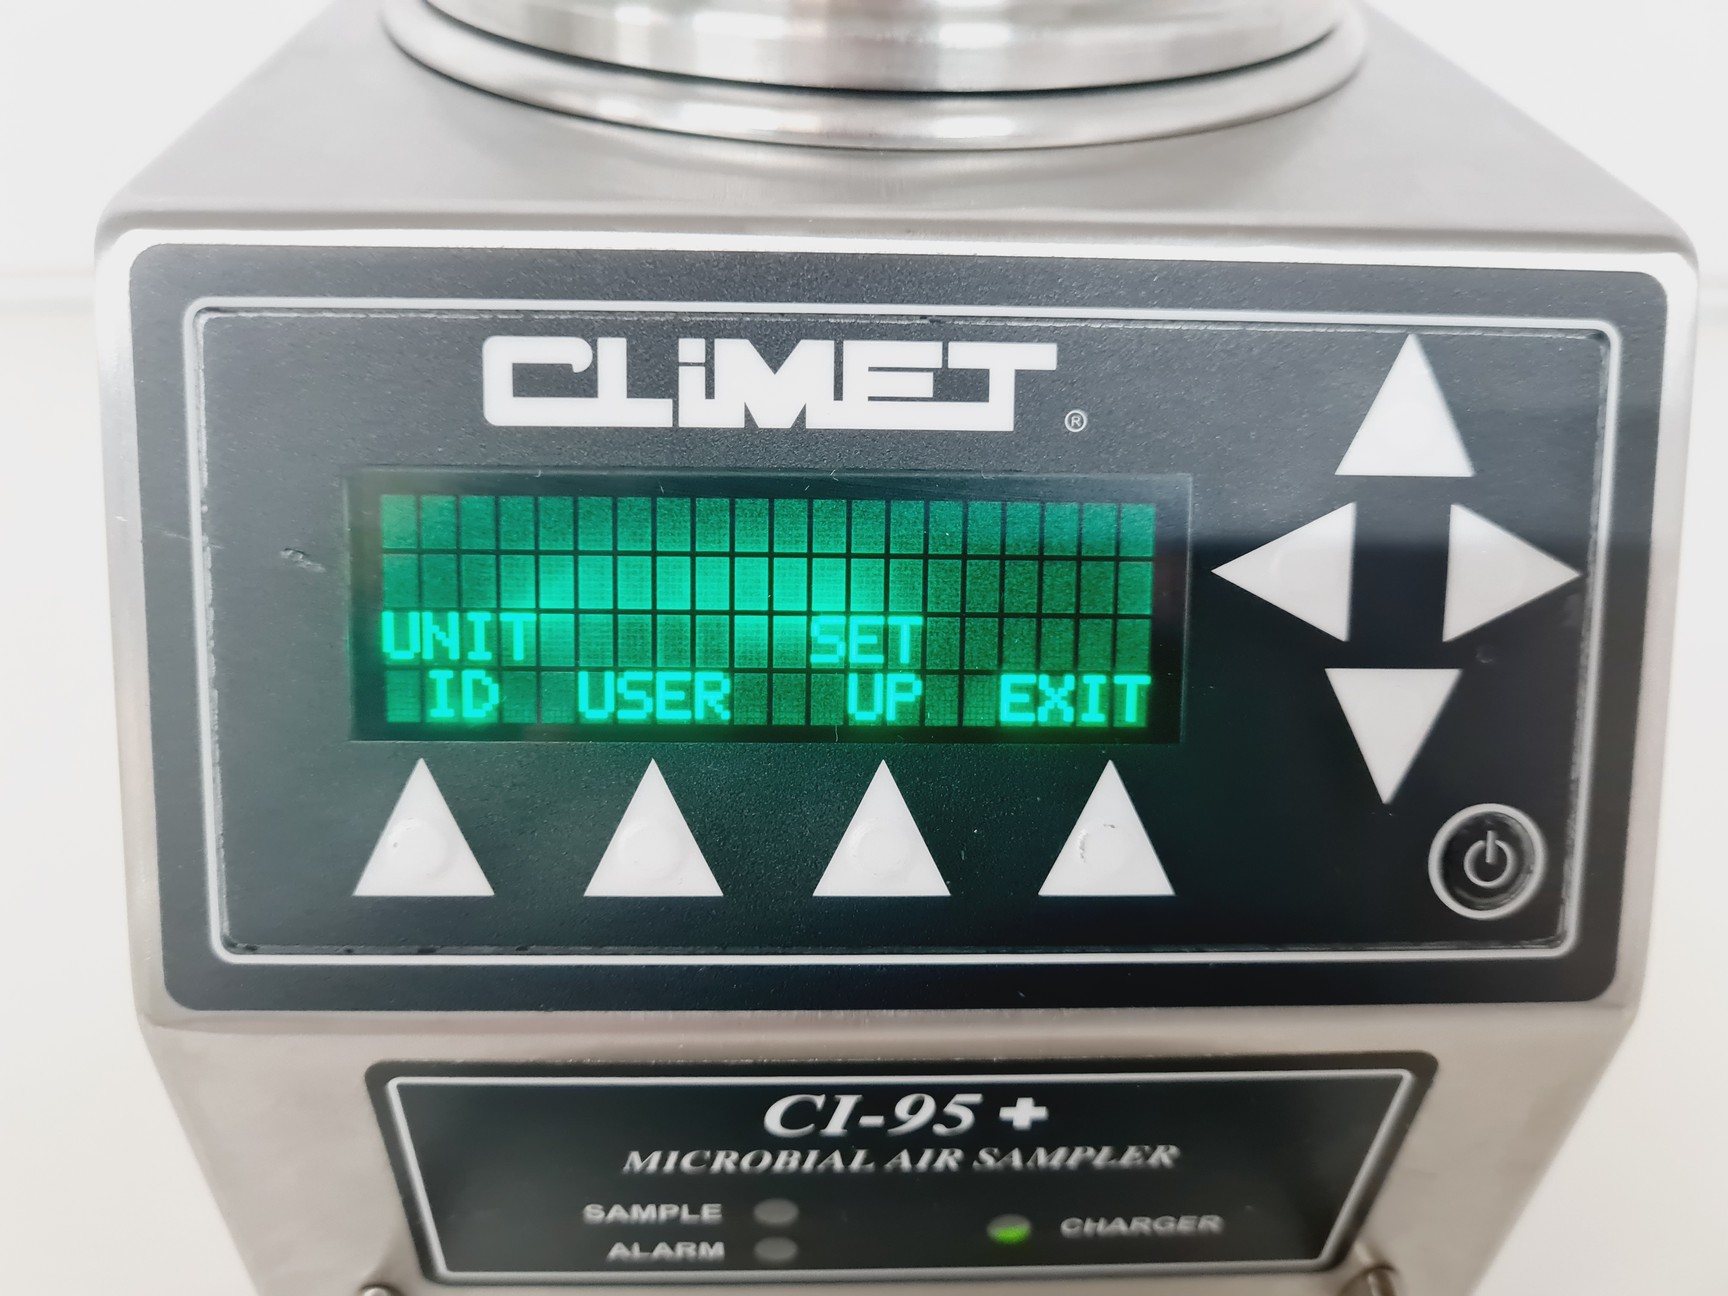 CLiMET ®
UNIT SET
ID USER UP EXIT
CI-95+
MICROBIAL AIR SAMPLER
SAMPLE
CHARGER
ALARM